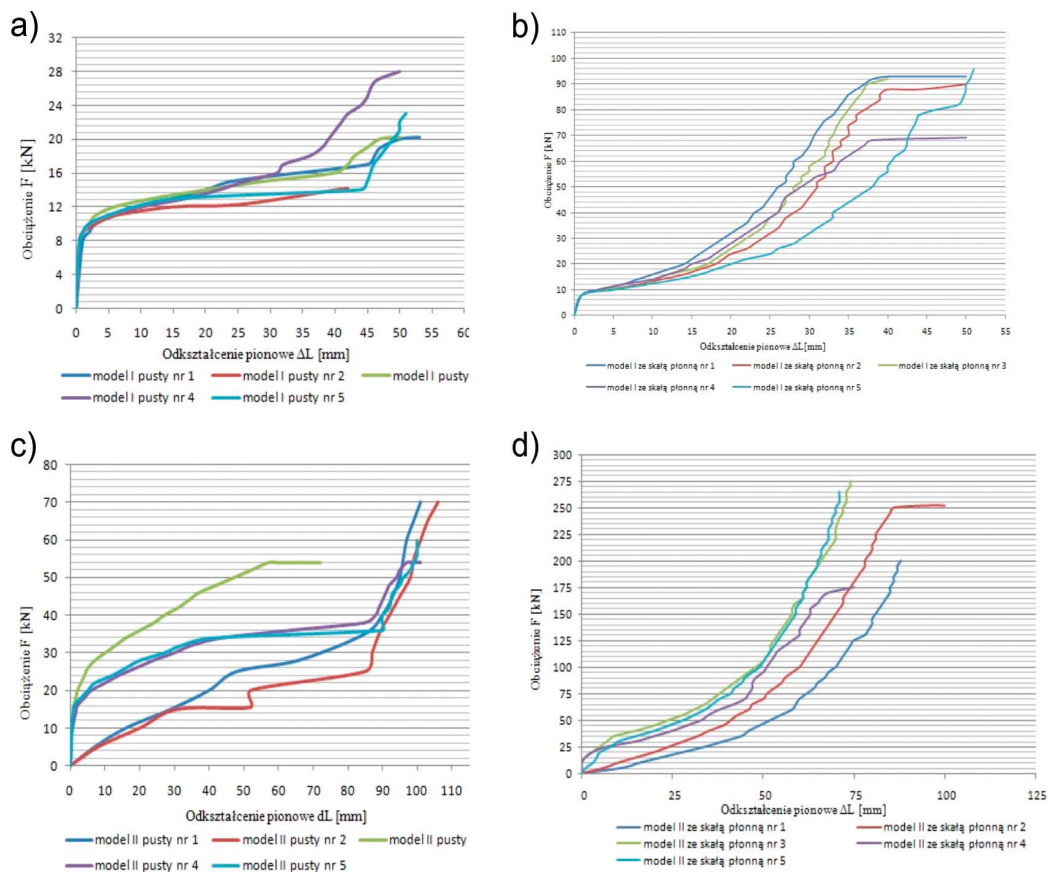 a)
32
28
24
20
16
12
8
4
0
Obciążenie F [kN]
0 5 10 15 20 25 30 35 40 45 50 55 60
Odkształcenie pionowe ΔL [mm]
model I pusty nr 1 model I pusty nr 2 model I pusty
model I pusty nr 4 model I pusty nr 5
b)
110
100
90
80
70
60
50
40
30
20
10
0
Obciążenie F [kN]
0 5 10 15 20 25 30 35 40 45 50 55
Odkształcenie pionowe ΔL [mm]
model I ze skałą płonną nr 1 model I ze skałą płonną nr 2 model I ze skałą płonną nr 3
model I ze skałą płonną nr 4 model I ze skałą płonną nr 5
c)
80
70
60
50
40
30
20
10
0
Obciążenie F [kN]
0 10 20 30 40 50 60 70 80 90 100 110
Odkształcenie pionowe dL [mm]
model II pusty nr 1 model II pusty nr 2 model II pusty
model II pusty nr 4 model II pusty nr 5
d)
300
275
250
225
200
175
150
125
100
75
50
25
0
Obciążenie F [kN]
0 25 50 75 100 125
Odkształcenie pionowe ΔL [mm]
model II ze skałą płonną nr 1 model II ze skałą płonną nr 2
model II ze skałą płonną nr 3 model II ze skałą płonną nr 4
model II ze skałą płonną nr 5